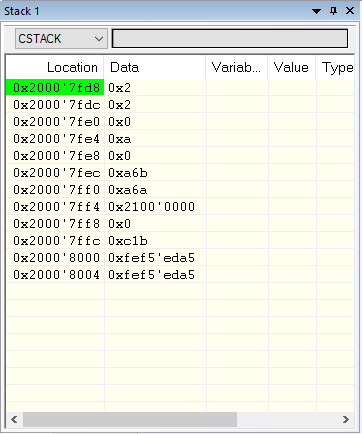 Stack 1
CSTACK
Location Data Variab... Value Type
0x2000'7fd8 0x2
0x2000'7fdc 0x2
0x2000'7fe0 0x0
0x2000'7fe4 0xa
0x2000'7fe8 0x0
0x2000'7fec 0xa6b
0x2000'7ff0 0xa6a
0x2000'7ff4 0x2100'0000
0x2000'7ff8 0x0
0x2000'7ffc 0xc1b
0x2000'8000 0xfef5'eda5
0x2000'8004 0xfef5'eda5